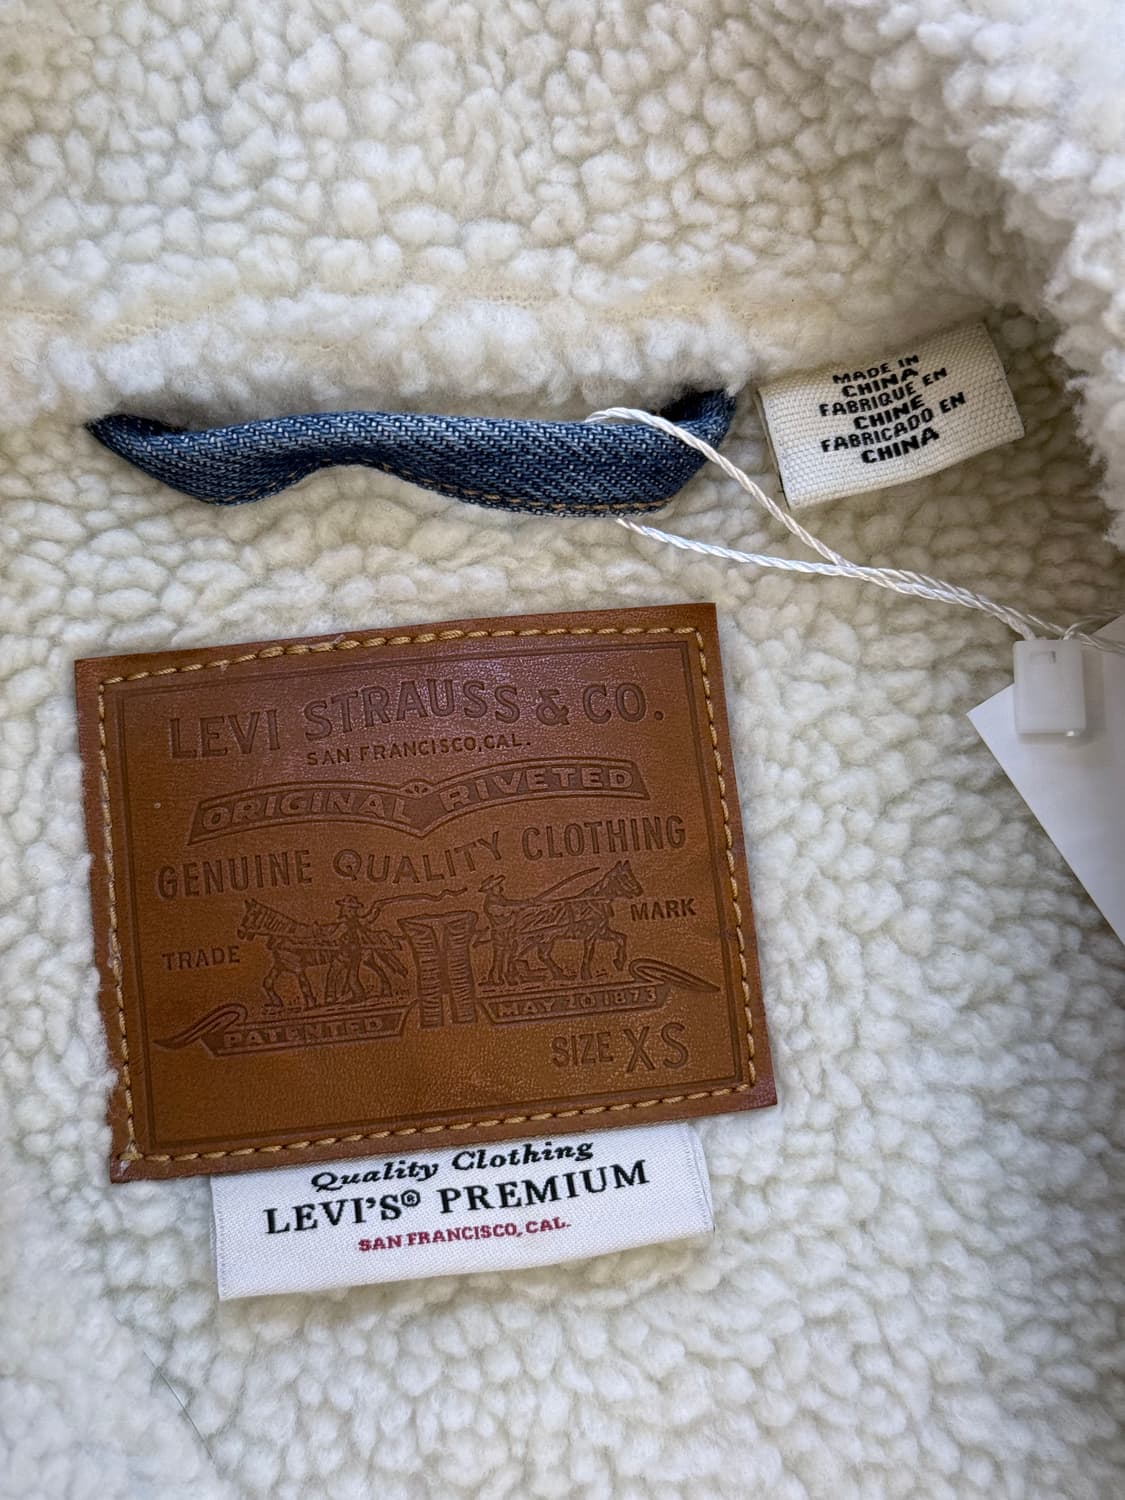 MADE IN
CHINA
FABRIQUE EN
CHINE
FABRICADO EN
CHINA
LEVI STRAUSS & CO.
SAN FRANCISCO, CAL.
ORIGINAL RIVETED
GENUINE QUALITY CLOTHING
TRADE MARK
PATENTED MAY 20 1873
SIZE XS
Quality Clothing
LEVI'S® PREMIUM
SAN FRANCISCO, CAL.